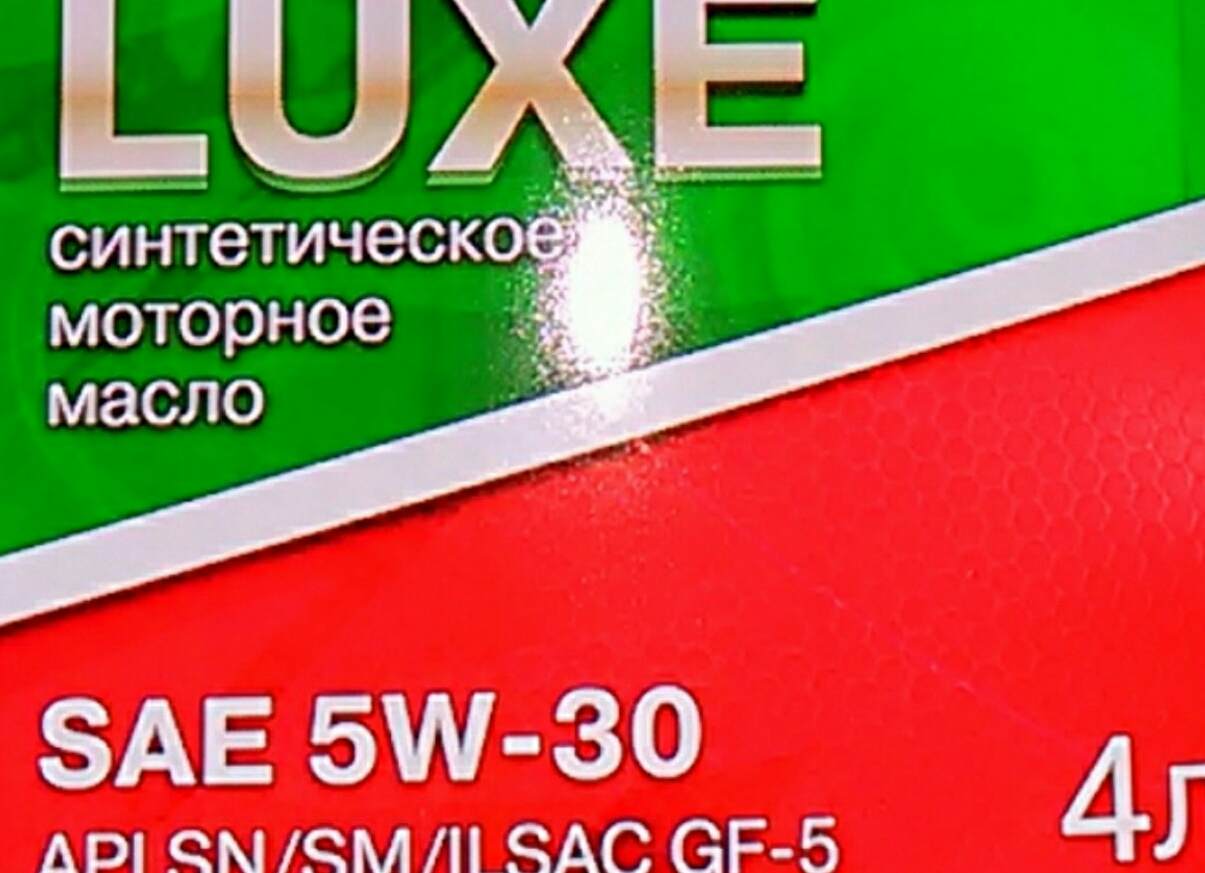 LUXE
синтетическое
моторное
масло
SAE 5W-30
4л
API SN/SM/ILSAC GF-5